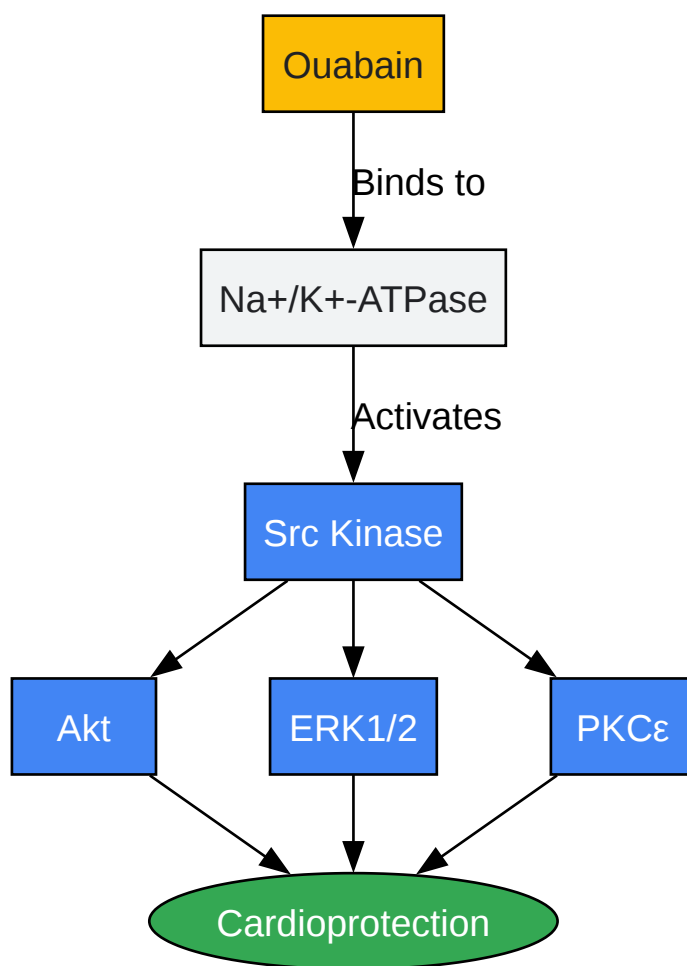 Ouabain
Binds to
Na+/K+-ATPase
Activates
Src Kinase
Akt
ERK1/2
PKCε
Cardioprotection